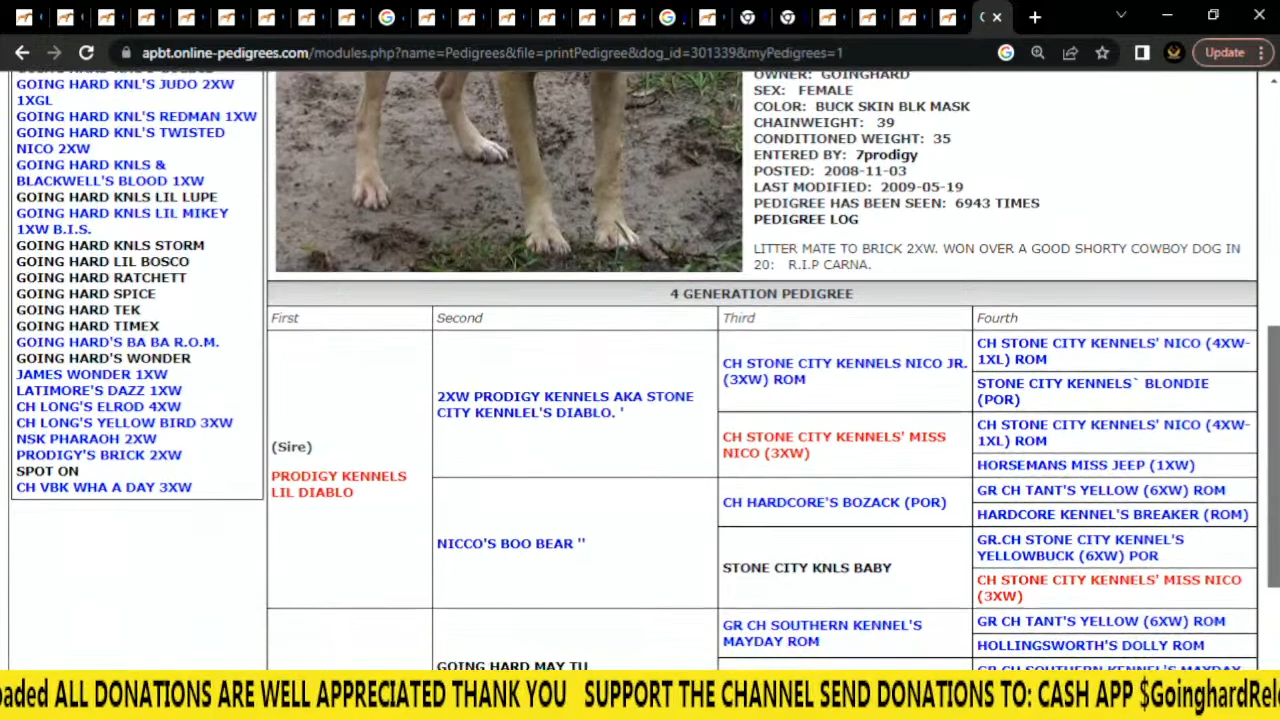 apbt.online-pedigrees.com/modules.php?name=Pedigrees&file=printPedigree&dog_id=301339&myPedigrees=1
Update
GOING HARD KNL'S JUDO 2XW
1XGL
GOING HARD KNL'S REDMAN 1XW
GOING HARD KNL'S TWISTED
NICO 2XW
GOING HARD KNLS &
BLACKWELL'S BLOOD 1XW
GOING HARD KNLS LIL LUPE
GOING HARD KNLS LIL MIKEY
1XW B.I.S.
GOING HARD KNLS STORM
GOING HARD LIL BOSCO
GOING HARD RATCHETT
GOING HARD SPICE
GOING HARD TEK
GOING HARD TIMEX
GOING HARD'S BA BA R.O.M.
GOING HARD'S WONDER
JAMES WONDER 1XW
LATIMORE'S DAZZ 1XW
CH LONG'S ELROD 4XW
CH LONG'S YELLOW BIRD 3XW
NSK PHARAOH 2XW
PRODIGY'S BRICK 2XW
SPOT ON
CH VBK WHA A DAY 3XW
OWNER: GOINGHARD
SEX: FEMALE
COLOR: BUCK SKIN BLK MASK
CHAINWEIGHT: 39
CONDITIONED WEIGHT: 35
ENTERED BY: 7prodigy
POSTED: 2008-11-03
LAST MODIFIED: 2009-05-19
PEDIGREE HAS BEEN SEEN: 6943 TIMES
PEDIGREE LOG
LITTER MATE TO BRICK 2XW. WON OVER A GOOD SHORTY COWBOY DOG IN
20: R.I.P CARNA.
4 GENERATION PEDIGREE
First Second Third Fourth
(Sire)
PRODIGY KENNELS
LIL DIABLO
2XW PRODIGY KENNELS AKA STONE
CITY KENNLEL'S DIABLO. '
NICCO'S BOO BEAR ''
GOING HARD MAY TU
CH STONE CITY KENNELS NICO JR.
(3XW) ROM
CH STONE CITY KENNELS' MISS
NICO (3XW)
CH HARDCORE'S BOZACK (POR)
STONE CITY KNLS BABY
GR CH SOUTHERN KENNEL'S
MAYDAY ROM
CH STONE CITY KENNELS' NICO (4XW-
1XL) ROM
STONE CITY KENNELS` BLONDIE
(POR)
CH STONE CITY KENNELS' NICO (4XW-
1XL) ROM
HORSEMANS MISS JEEP (1XW)
GR CH TANT'S YELLOW (6XW) ROM
HARDCORE KENNEL'S BREAKER (ROM)
GR.CH STONE CITY KENNEL'S
YELLOWBUCK (6XW) POR
CH STONE CITY KENNELS' MISS NICO
(3XW)
GR CH TANT'S YELLOW (6XW) ROM
HOLLINGSWORTH'S DOLLY ROM
GR CH SOUTHERN KENNEL'S MAYDAY
oaded ALL DONATIONS ARE WELL APPRECIATED THANK YOU SUPPORT THE CHANNEL SEND DONATIONS TO: CASH APP $GoinghardRel